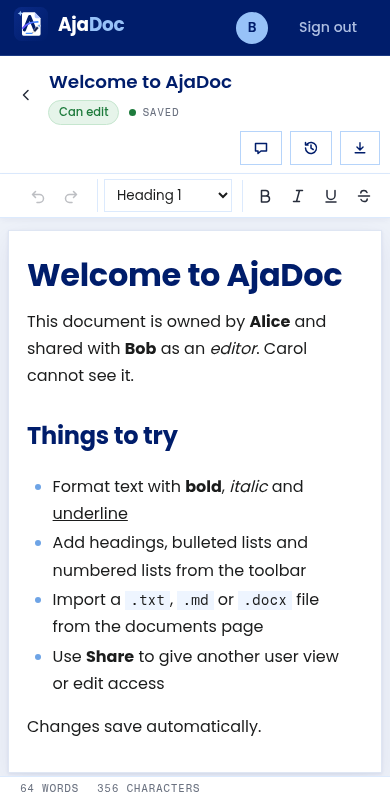 AjaDoc
B
Sign out
Welcome to AjaDoc
Can edit
SAVED
Heading 1
B
I
U
S
Welcome to AjaDoc
This document is owned by Alice and
shared with Bob as an editor. Carol
cannot see it.
Things to try
Format text with bold, italic and
underline
Add headings, bulleted lists and
numbered lists from the toolbar
Import a .txt, .md or .docx file
from the documents page
Use Share to give another user view
or edit access
Changes save automatically.
64 WORDS 356 CHARACTERS